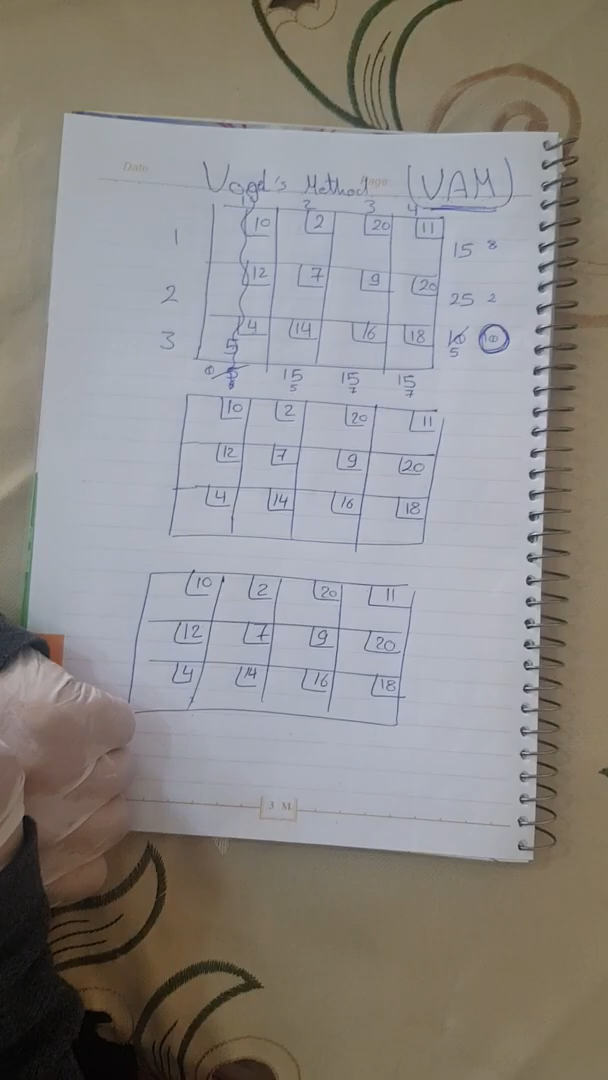 Date
Page
Vogel's Method (VAM)
1 2 3 4
1 10 2 20 11 15 8
2 12 7 9 20 25 2
3 5 4 14 16 18 10 5 10
0 5 15 15 15
6 5 7 7
10 2 20 11
12 7 9 20
4 14 16 18
10 2 20 11
12 7 9 20
4 14 16 18
3 M